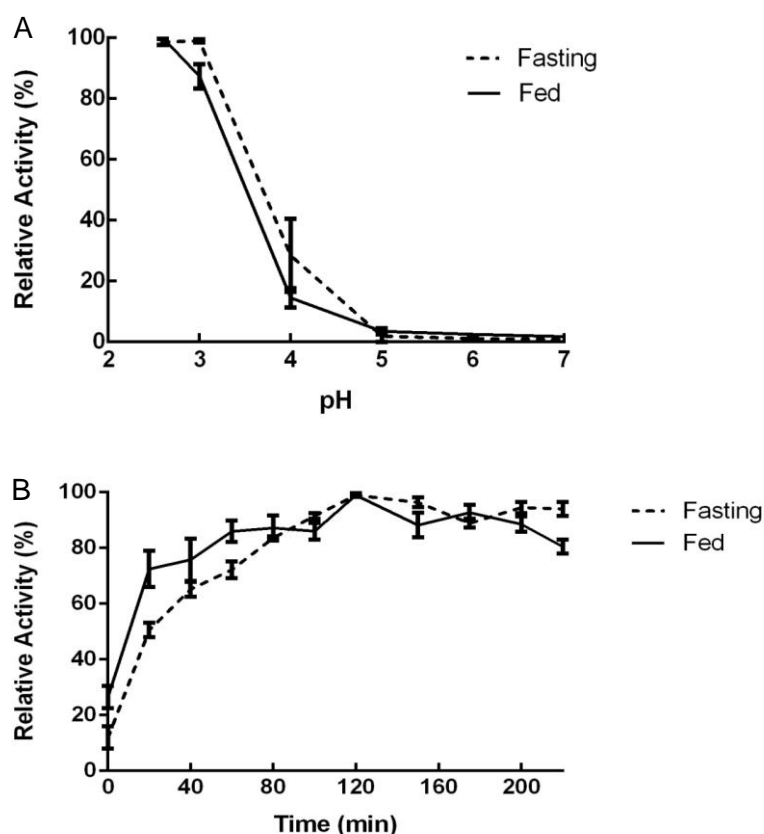 A
Relative Activity (%)
100
80
60
40
20
0
2 3 4 5 6 7
pH
Fasting
Fed
B
Relative Activity (%)
100
80
60
40
20
0
0 40 80 120 160 200
Time (min)
Fasting
Fed